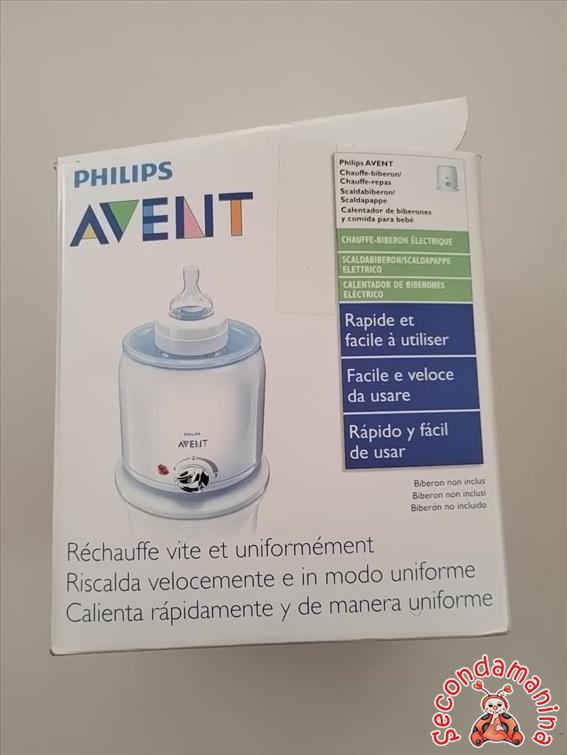 PHILIPS
AVENT
Philips AVENT
Chauffe-biberon/
Chauffe-repas
Scaldabiberon/
Scaldapappe
Calentador de biberones
y comida para bebé
CHAUFFE-BIBERON ÉLECTRIQUE
SCALDABIBERON/SCALDAPAPPE
ELETTRICO
CALENTADOR DE BIBERONES
ELÉCTRICO
Rapide et
facile à utiliser
Facile e veloce
da usare
Rápido y fácil
de usar
PHILIPS
AVENT
2
3
Biberon non inclus
Biberon non inclusi
Biberón no incluido
Réchauffe vite et uniformément
Riscalda velocemente e in modo uniforme
Calienta rápidamente y de manera uniforme
Secondamanina